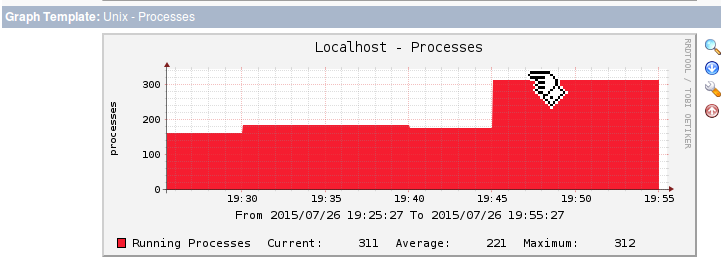 Graph Template: Unix - Processes
Localhost - Processes
RRDTOOL / TOBI OETIKER
processes
300
200
100
0
19:30 19:35 19:40 19:45 19:50 19:55
From 2015/07/26 19:25:27 To 2015/07/26 19:55:27
Running Processes Current: 311 Average: 221 Maximum: 312